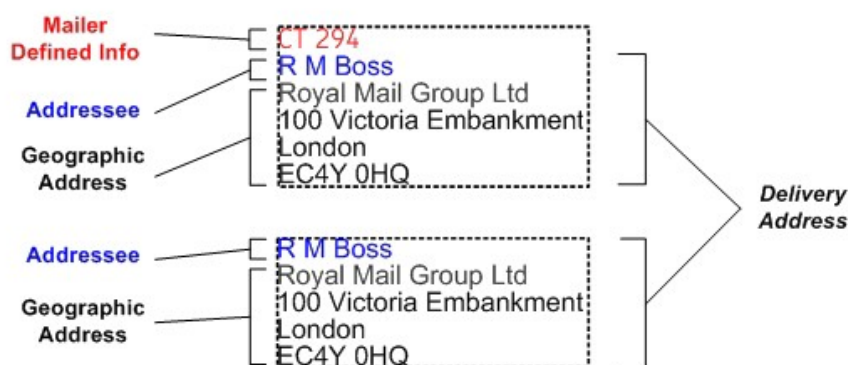 Mailer
Defined Info
CT 294
R M Boss
Addressee
Royal Mail Group Ltd
100 Victoria Embankment
Geographic
Address
London
EC4Y 0HQ
Delivery
Address
Addressee
R M Boss
Royal Mail Group Ltd
Geographic
Address
100 Victoria Embankment
London
EC4Y 0HQ